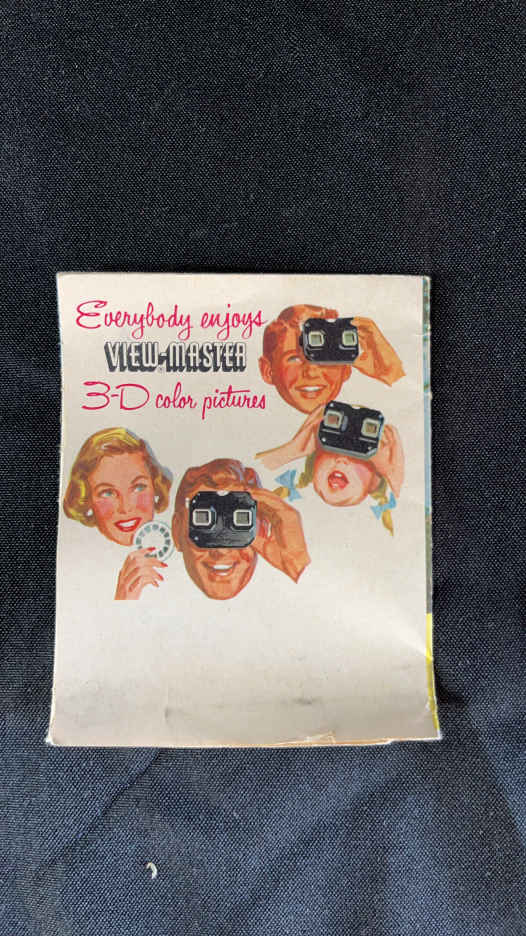 Everybody enjoys
VIEW-MASTER®
3-D color pictures